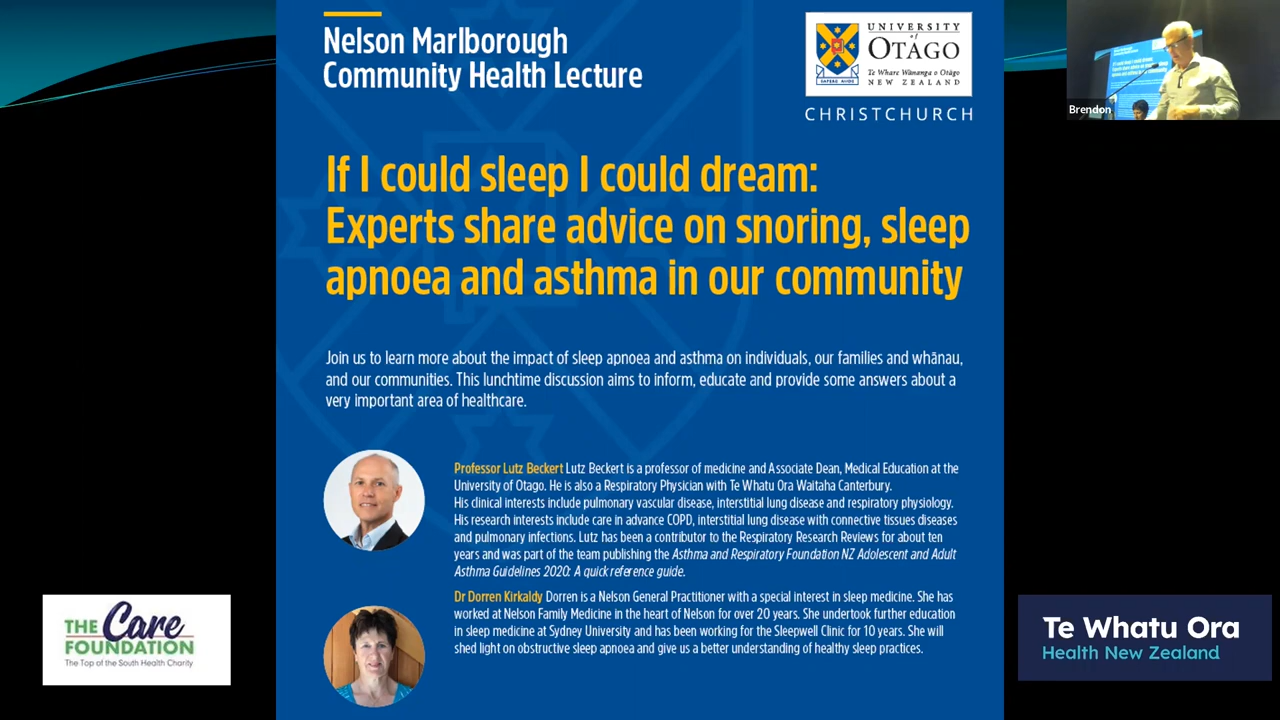 Nelson Marlborough
Community Health Lecture
UNIVERSITY
of
OTAGO
Te Whare Wānanga o Otāgo
NEW ZEALAND
SAPERE AUDE
CHRISTCHURCH
Brendon
If I could sleep I could dream:
Experts share advice on snoring, sleep
apnoea and asthma in our community
Join us to learn more about the impact of sleep apnoea and asthma on individuals, our families and whānau,
and our communities. This lunchtime discussion aims to inform, educate and provide some answers about a
very important area of healthcare.
Professor Lutz Beckert Lutz Beckert is a professor of medicine and Associate Dean, Medical Education at the
University of Otago. He is also a Respiratory Physician with Te Whatu Ora Waitaha Canterbury.
His clinical interests include pulmonary vascular disease, interstitial lung disease and respiratory physiology.
His research interests include care in advance COPD, interstitial lung disease with connective tissues diseases
and pulmonary infections. Lutz has been a contributor to the Respiratory Research Reviews for about ten
years and was part of the team publishing the Asthma and Respiratory Foundation NZ Adolescent and Adult
Asthma Guidelines 2020: A quick reference guide.
Dr Dorren Kirkaldy Dorren is a Nelson General Practitioner with a special interest in sleep medicine. She has
worked at Nelson Family Medicine in the heart of Nelson for over 20 years. She undertook further education
in sleep medicine at Sydney University and has been working for the Sleepwell Clinic for 10 years. She will
shed light on obstructive sleep apnoea and give us a better understanding of healthy sleep practices.
THE Care
FOUNDATION
The Top of the South Health Charity
Te Whatu Ora
Health New Zealand